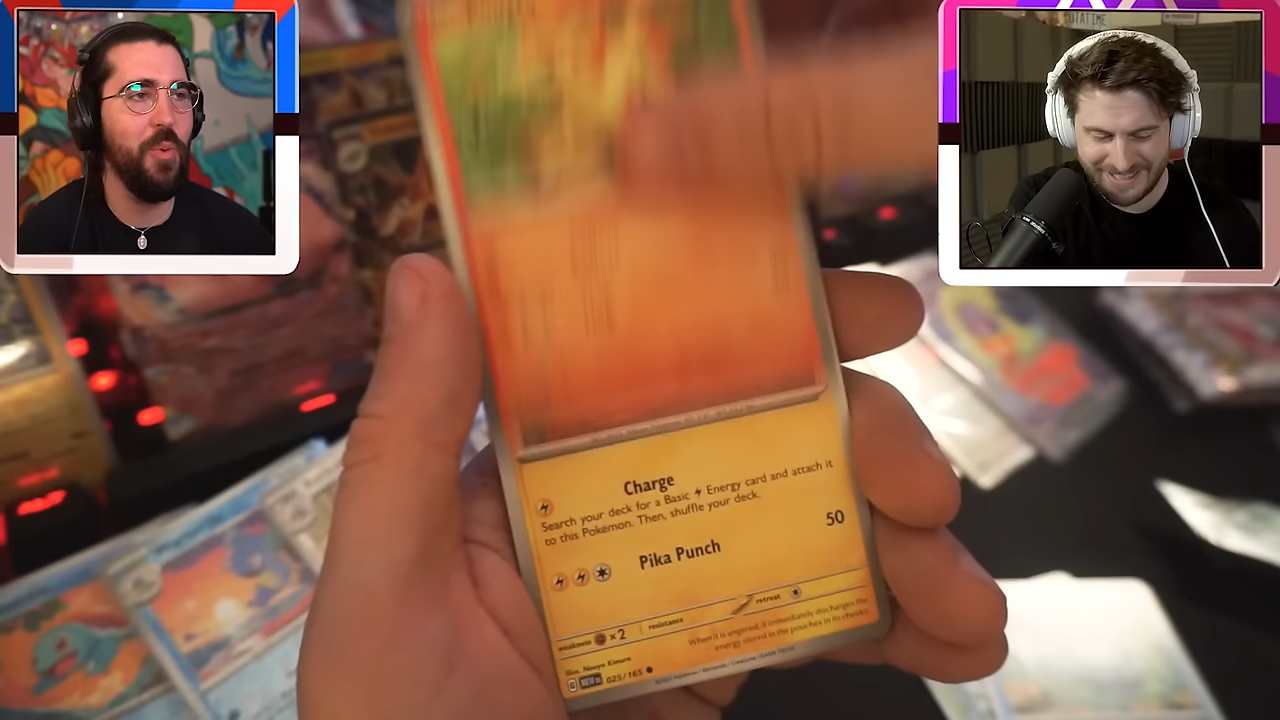 Charge
Search your deck for a Basic Energy card and attach it
to this Pokémon. Then, shuffle your deck.
Pika Punch
50
weakness ×2 resistance
retreat
When it is angered, it immediately discharges the
energy stored in the pouches in its cheeks.
Illus. Naoyo Kimura
G MEW EN 025/165